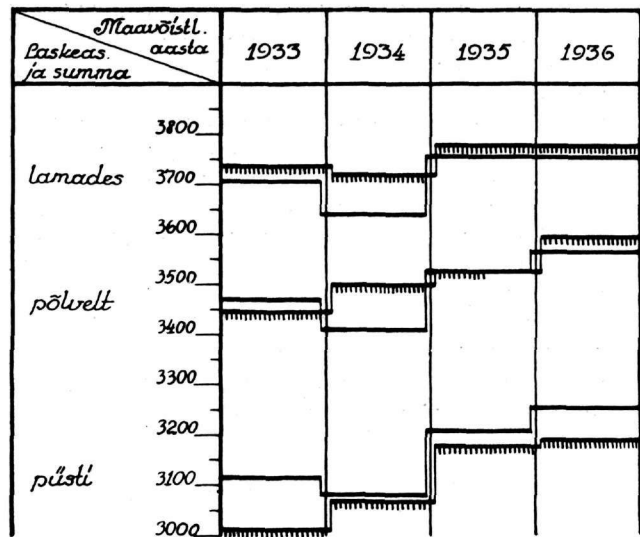 Maavõistl.
aasta
Laskeas.
ja summa
1933
1934
1935
1936
3800
lamades
3700
3600
3500
põlvelt
3400
3300
3200
püsti
3100
3000